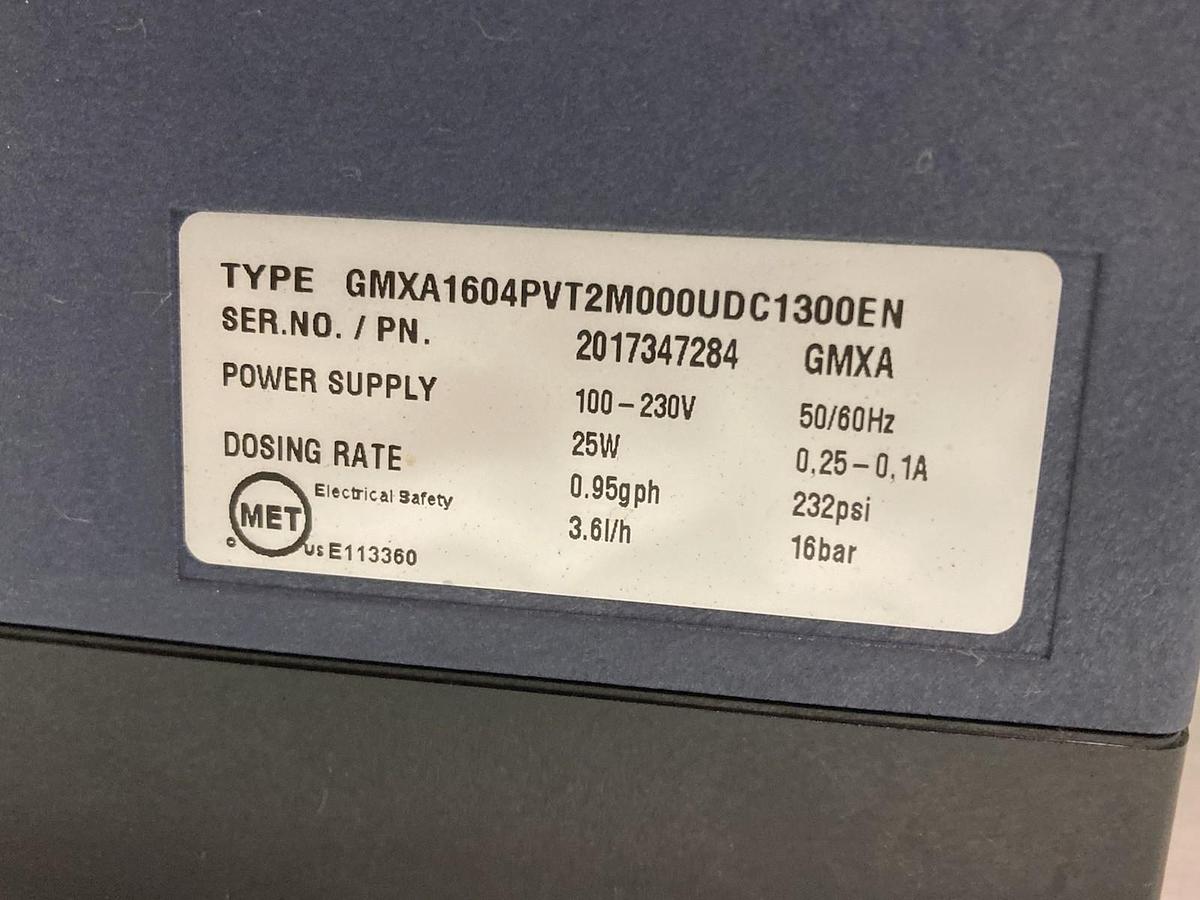 TYPE GMXA1604PVT2M000UDC1300EN
SER.NO. / PN. 2017347284 GMXA
POWER SUPPLY 100 – 230V 50/60Hz
25W 0,25 – 0,1A
DOSING RATE 0.95gph 232psi
3.6l/h 16bar
MET Electrical Safety
c us E113360